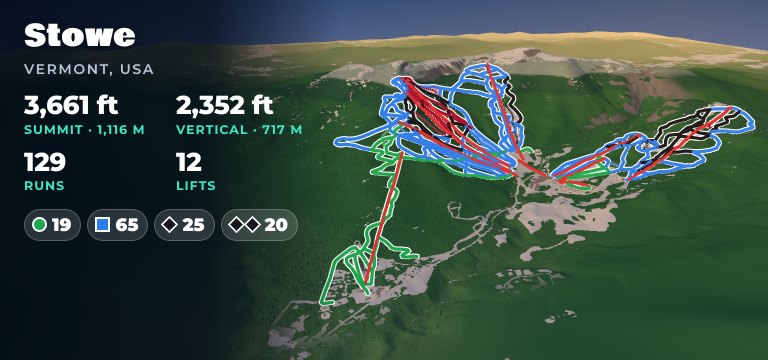 Stowe
VERMONT, USA
3,661 ft 2,352 ft
SUMMIT · 1,116 M VERTICAL · 717 M
129 12
RUNS LIFTS
19 65 25 20